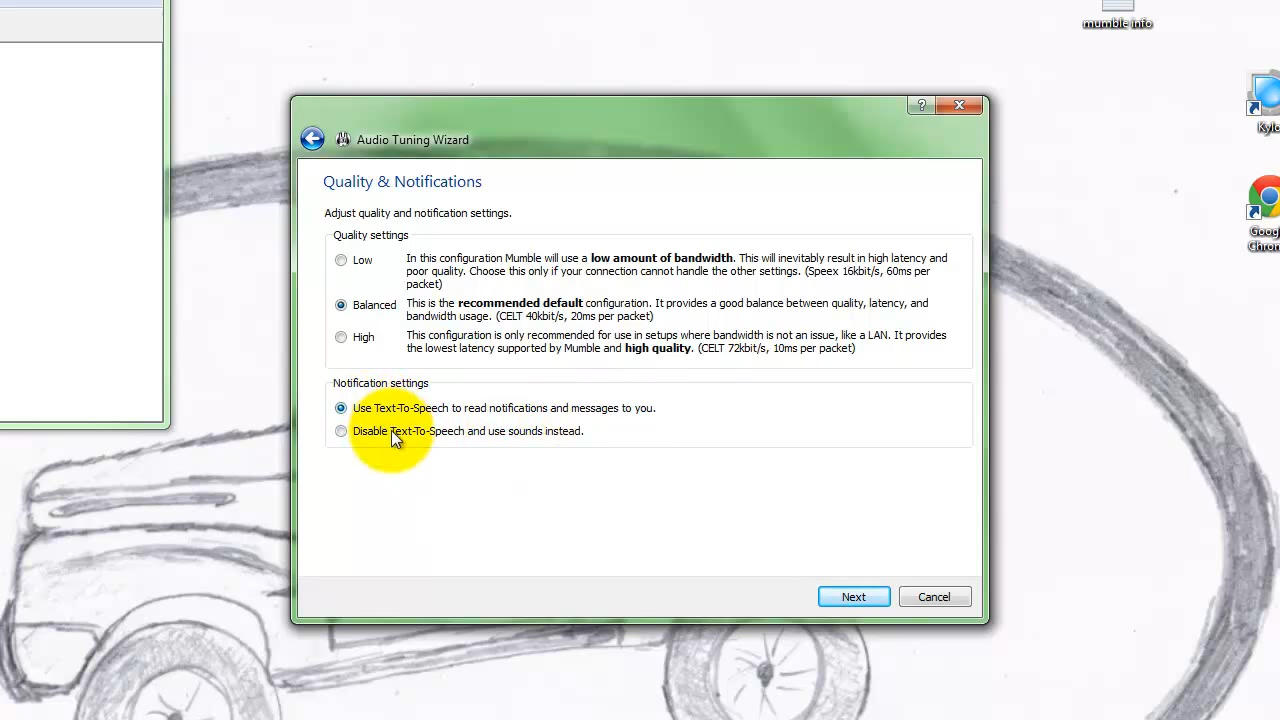 mumble info
Audio Tuning Wizard
Quality & Notifications
Adjust quality and notification settings.
Quality settings
Low
In this configuration Mumble will use a low amount of bandwidth. This will inevitably result in high latency and
poor quality. Choose this only if your connection cannot handle the other settings. (Speex 16kbit/s, 60ms per
packet)
Balanced
This is the recommended default configuration. It provides a good balance between quality, latency, and
bandwidth usage. (CELT 40kbit/s, 20ms per packet)
High
This configuration is only recommended for use in setups where bandwidth is not an issue, like a LAN. It provides
the lowest latency supported by Mumble and high quality. (CELT 72kbit/s, 10ms per packet)
Notification settings
Use Text-To-Speech to read notifications and messages to you.
Disable Text-To-Speech and use sounds instead.
Next
Cancel